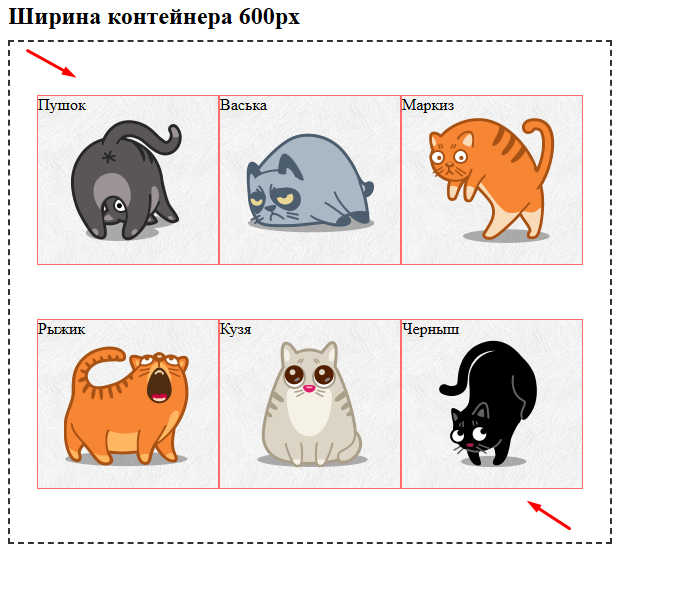 Ширина контейнера 600px
Пушок
Васька
Маркиз
Рыжик
Кузя
Черныш